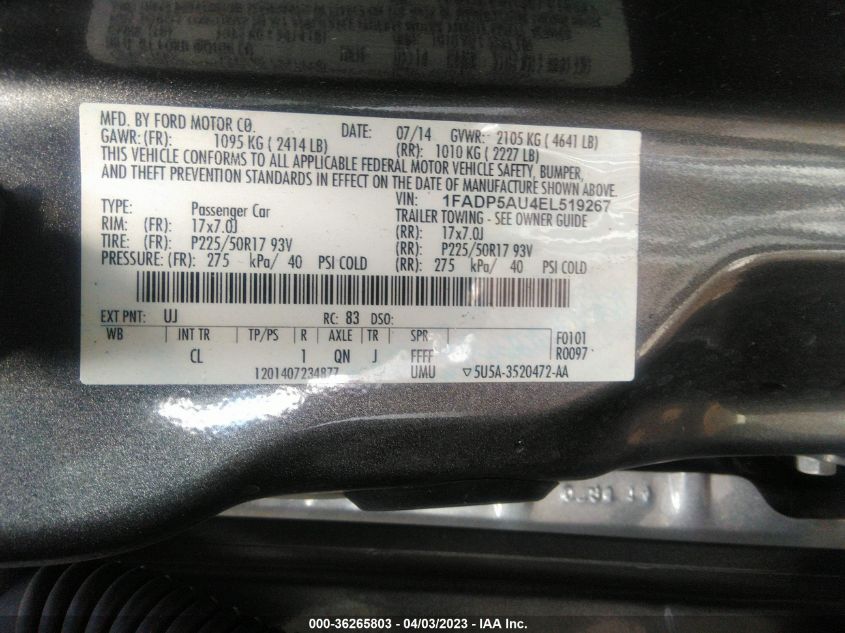 MFD. BY FORD MOTOR CO.
DATE: 07/14 GVWR: 2105 KG ( 4641 LB)
GAWR: (FR): 1095 KG ( 2414 LB) (RR): 1010 KG ( 2227 LB)
THIS VEHICLE CONFORMS TO ALL APPLICABLE FEDERAL MOTOR VEHICLE SAFETY, BUMPER,
AND THEFT PREVENTION STANDARDS IN EFFECT ON THE DATE OF MANUFACTURE SHOWN ABOVE.
VIN: 1FADP5AU4EL519267
TYPE: Passenger Car TRAILER TOWING - SEE OWNER GUIDE
RIM: (FR): 17x7.0J (RR): 17x7.0J
TIRE: (FR): P225/50R17 93V (RR): P225/50R17 93V
PRESSURE: (FR): 275 kPa/ 40 PSI COLD (RR): 275 kPa/ 40 PSI COLD
EXT PNT: UJ RC: 83 DSO:
WB INT TR TP/PS R AXLE TR SPR F0101
CL 1 QN J FFFF R0097
1201407234877 UMU ▽5U5A-3520472-AA
000-36265803 - 04/03/2023 - © IAA Inc.